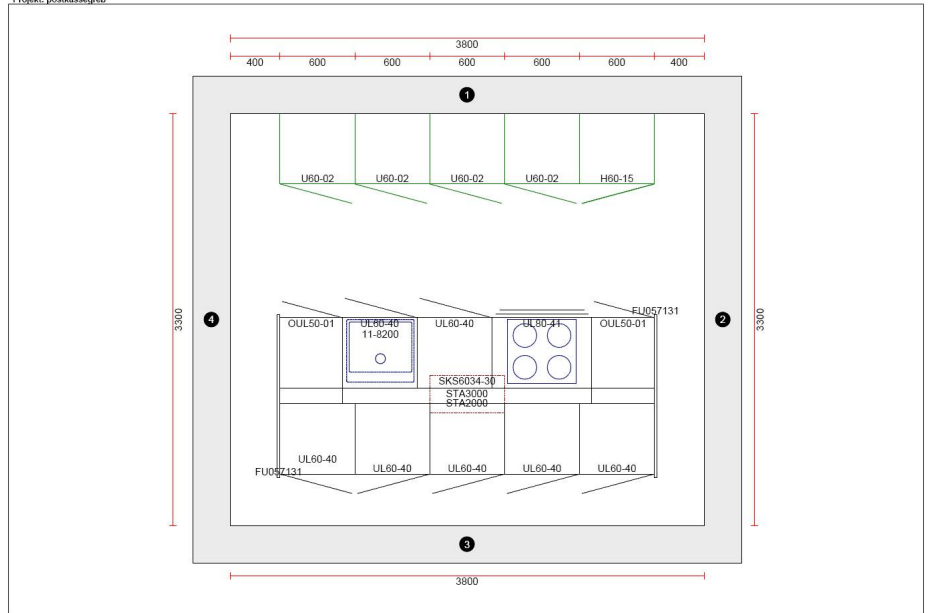 Projekt: postkassegreb
3800
400 600 600 600 600 600 400
1
U60-02 U60-02 U60-02 U60-02 H60-15
3300
4
2
3300
FU057131
OUL50-01 UL60-40 UL60-40 UL80-41 OUL50-01
11-8200
SKS6034-30
STA3000
STA2000
UL60-40
UL60-40 UL60-40 UL60-40 UL60-40
FU057131
3
3800